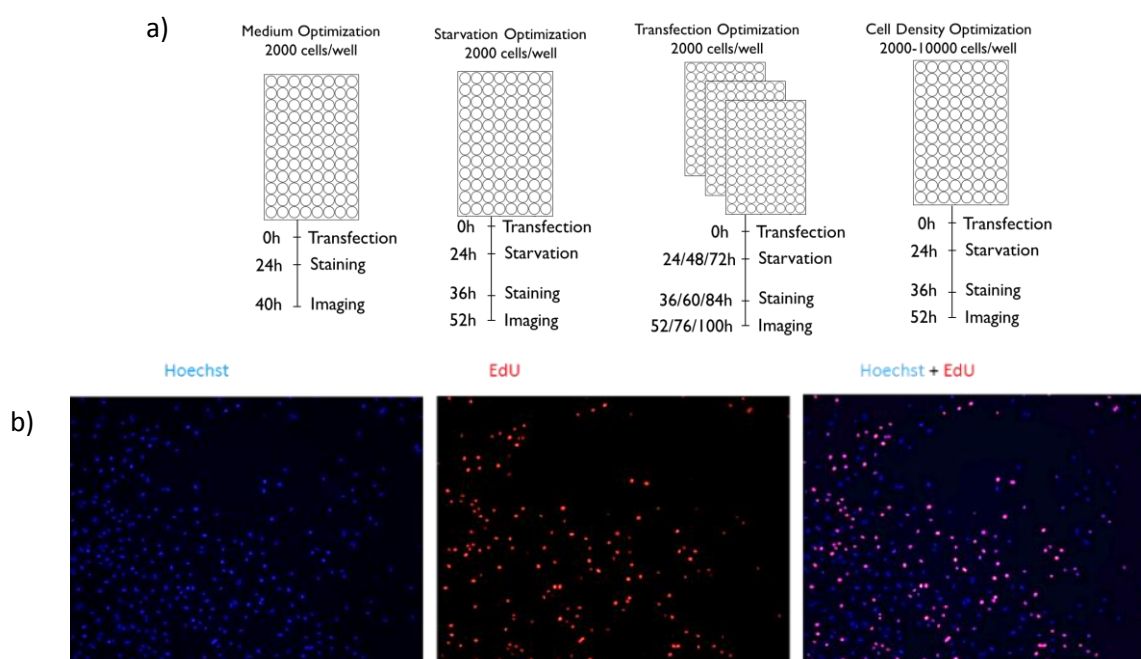 a)
Medium Optimization
2000 cells/well
0h Transfection
24h Staining
40h Imaging
Starvation Optimization
2000 cells/well
0h Transfection
24h Starvation
36h Staining
52h Imaging
Transfection Optimization
2000 cells/well
0h Transfection
24/48/72h Starvation
36/60/84h Staining
52/76/100h Imaging
Cell Density Optimization
2000-10000 cells/well
0h Transfection
24h Starvation
36h Staining
52h Imaging
b)
Hoechst
EdU
Hoechst + EdU